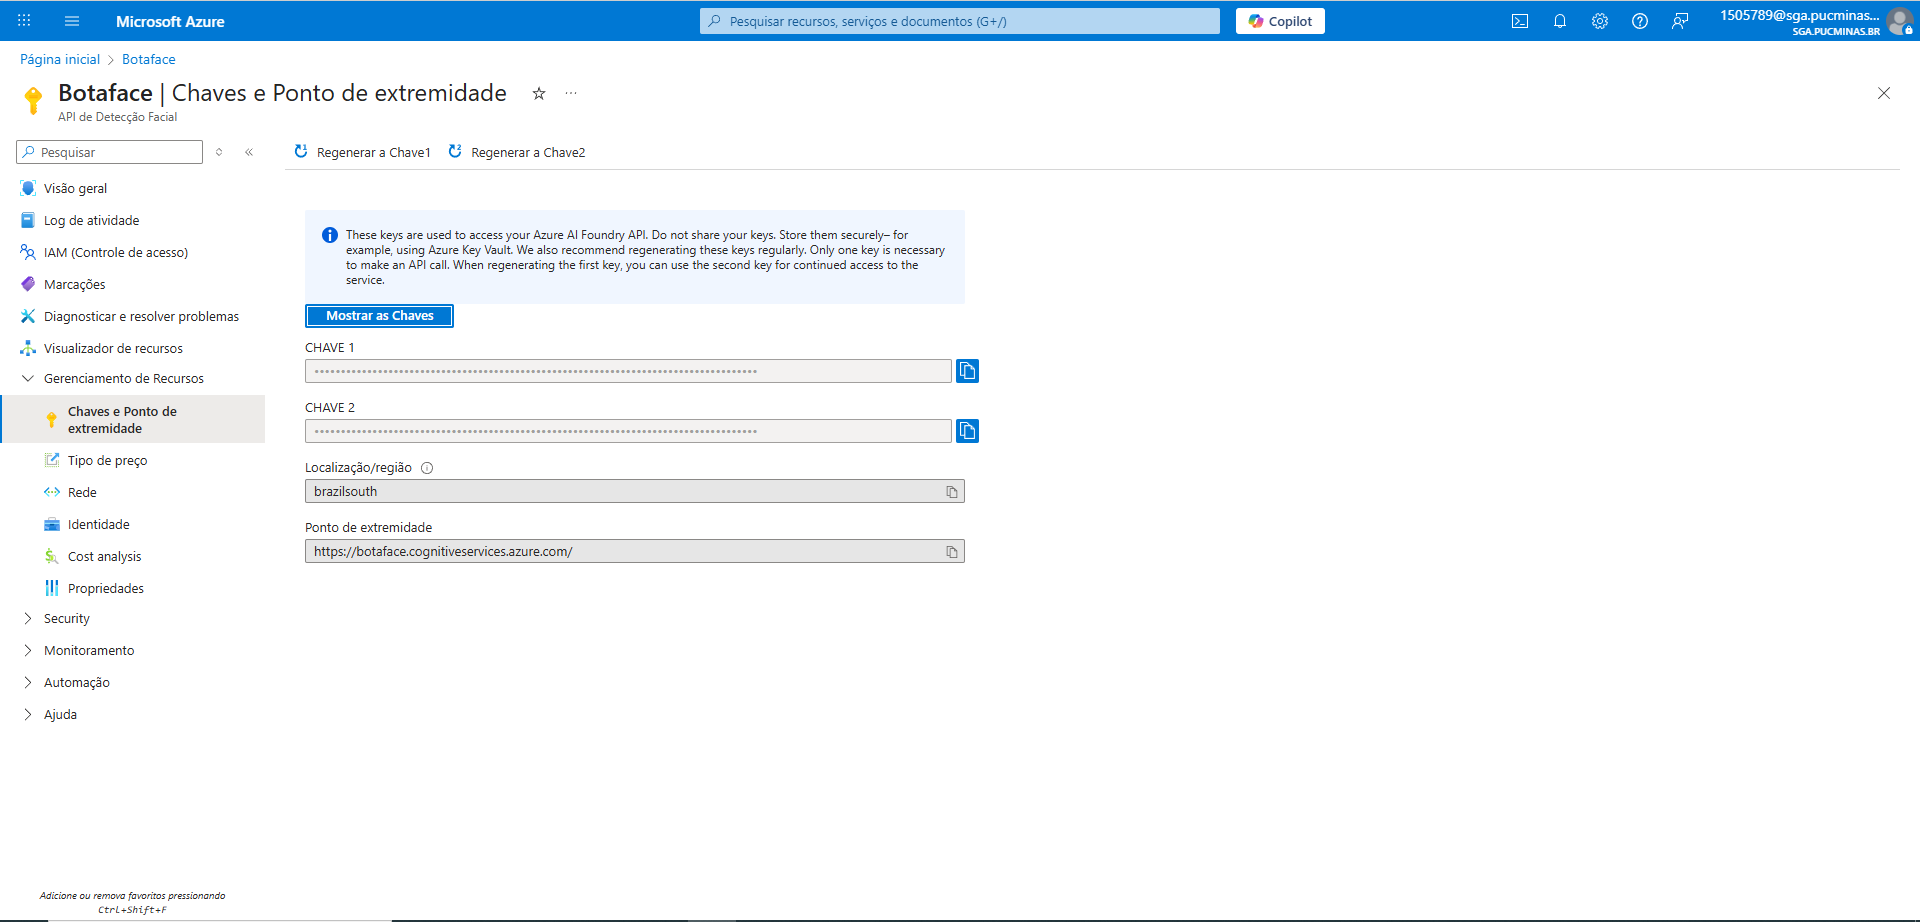 Microsoft Azure
Pesquisar recursos, serviços e documentos (G+/)
Copilot
1505789@sga.pucminas...
SGA.PUCMINAS.BR
Página inicial > Botaface
Botaface | Chaves e Ponto de extremidade
API de Detecção Facial
Pesquisar
Regenerar a Chave1
Regenerar a Chave2
Visão geral
Log de atividade
IAM (Controle de acesso)
Marcações
Diagnosticar e resolver problemas
Visualizador de recursos
Gerenciamento de Recursos
Chaves e Ponto de
extremidade
Tipo de preço
Rede
Identidade
Cost analysis
Propriedades
Security
Monitoramento
Automação
Ajuda
Adicione ou remova favoritos pressionando
Ctrl+Shift+F
These keys are used to access your Azure AI Foundry API. Do not share your keys. Store them securely– for
example, using Azure Key Vault. We also recommend regenerating these keys regularly. Only one key is necessary
to make an API call. When regenerating the first key, you can use the second key for continued access to the
service.
Mostrar as Chaves
CHAVE 1
CHAVE 2
Localização/região
brazilsouth
Ponto de extremidade
https://botaface.cognitiveservices.azure.com/